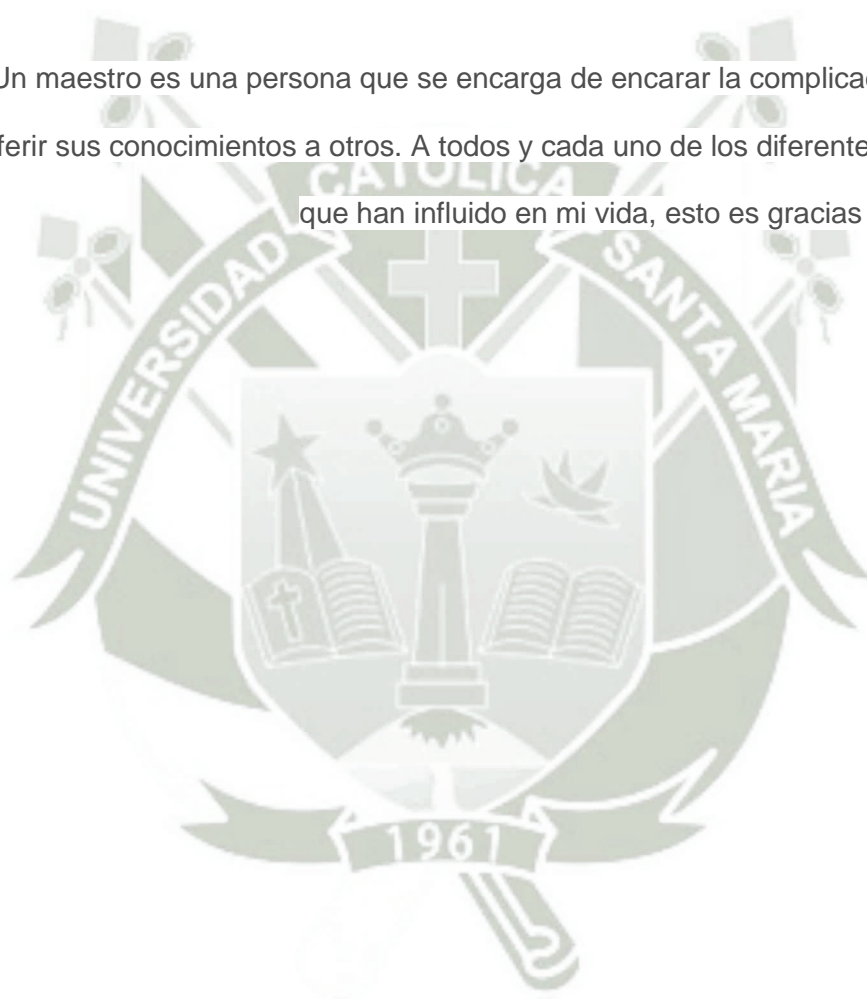 Un maestro es una persona que se encarga de encarar la complica
ferir sus conocimientos a otros. A todos y cada uno de los diferente
que han influido en mi vida, esto es gracias
UNIVERSIDAD CATOLICA SANTA MARIA
1961